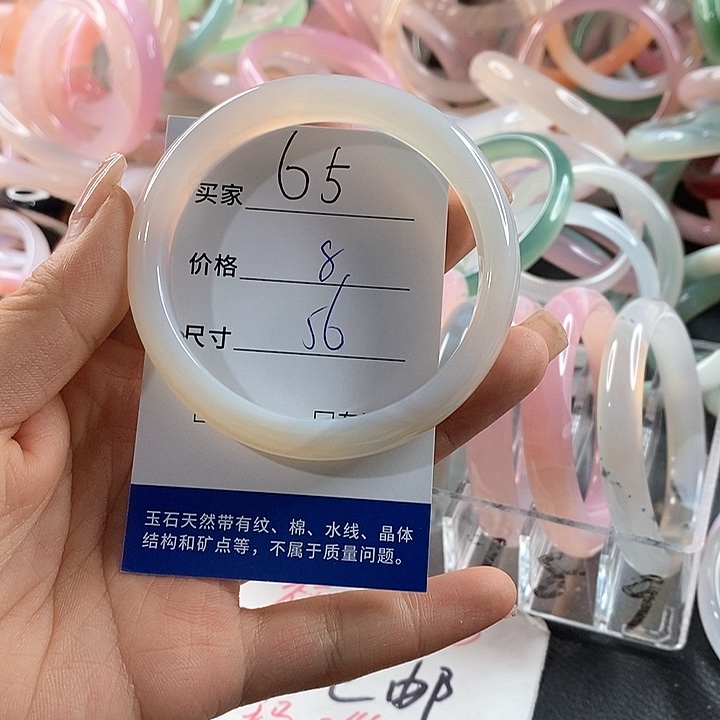 买家 65
价格 8
尺寸 56
玉石天然带有纹、棉、水线、晶体
结构和矿点等，不属于质量问题。
邮